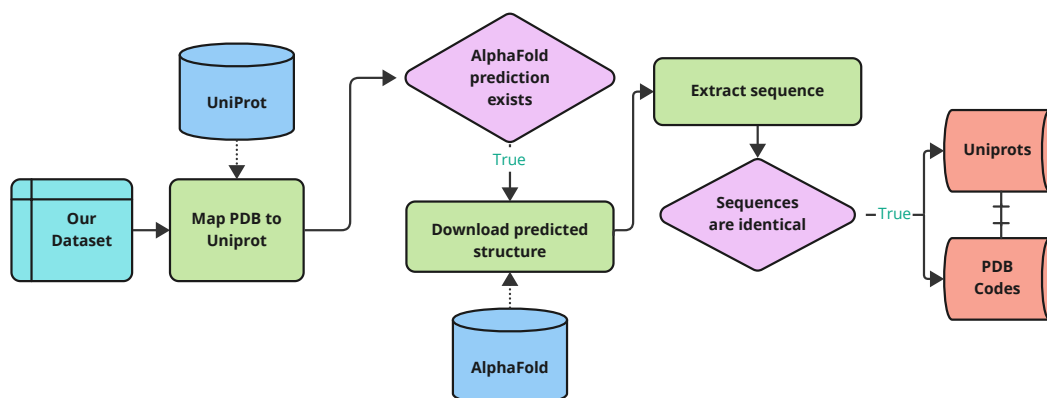 Our
Dataset
UniProt
Map PDB to
Uniprot
AlphaFold
prediction
exists
True
Download predicted
structure
AlphaFold
Extract sequence
Sequences
are identical
True
Uniprots
PDB
Codes